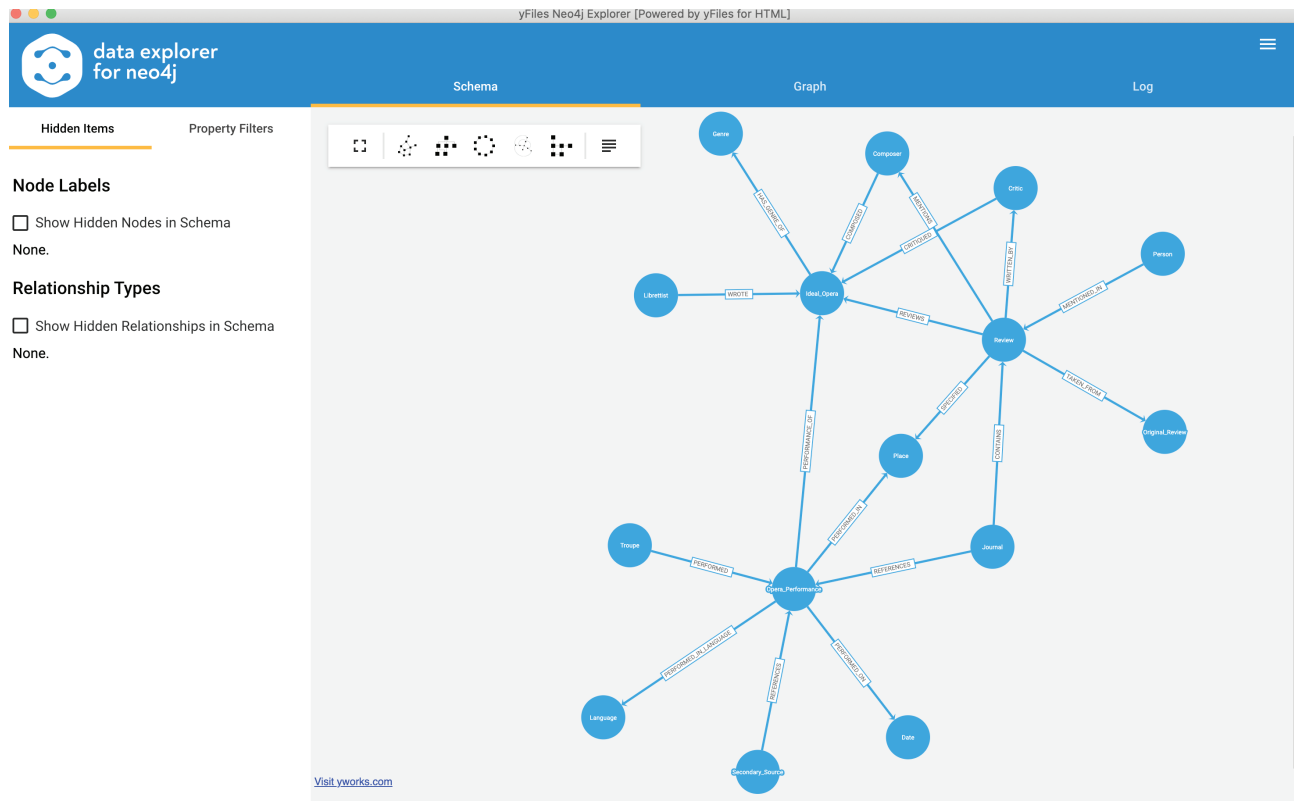 yFiles Neo4j Explorer [Powered by yFiles for HTML]
data explorer
for neo4j
Schema
Graph
Log
Hidden Items
Property Filters
Node Labels
Show Hidden Nodes in Schema
None.
Relationship Types
Show Hidden Relationships in Schema
None.
Genre
Composer
Critic
HAS_GENRE_OF
COMPOSED
MENTIONS
CRITIQUED
WRITTEN_BY
Person
Librettist
WROTE
Ideal_Opera
MENTIONED_IN
REVIEWS
Review
TAKEN_FROM
SPECIFIED
Original_Review
PERFORMANCE_OF
CONTAINS
Place
PERFORMED_IN
Troupe
Journal
PERFORMED
REFERENCES
Opera_Performance
PERFORMED_IN_LANGUAGE
PERFORMED_ON
REFERENCES
Language
Date
Secondary_Source
Visit yworks.com